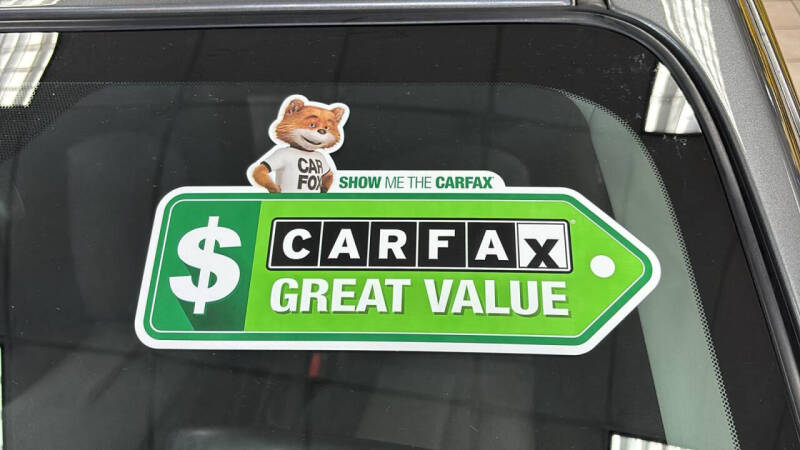 CAR
FOX
SHOW ME THE CARFAX
$
CARFAX
GREAT VALUE